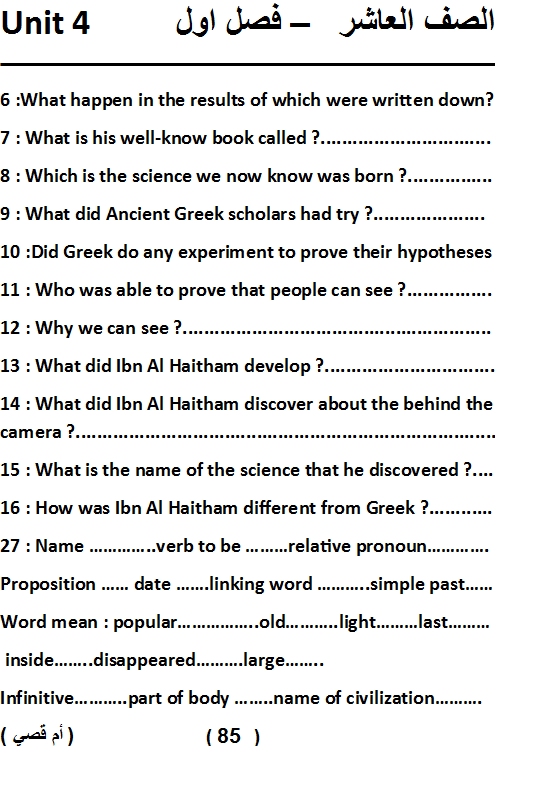 Unit 4 الصف العاشر – فصل اول
6 :What happen in the results of which were written down?
7 : What is his well-know book called ?..............................
8 : Which is the science we now know was born ?...............
9 : What did Ancient Greek scholars had try ?....................
10 :Did Greek do any experiment to prove their hypotheses
11 : Who was able to prove that people can see ?...............
12 : Why we can see ?......................................................
13 : What did Ibn Al Haitham develop ?..............................
14 : What did Ibn Al Haitham discover about the behind the
camera ?..........................................................................
15 : What is the name of the science that he discovered ?....
16 : How was Ibn Al Haitham different from Greek ?...........
27 : Name .............verb to be .........relative pronoun............
Proposition ...... date .......linking word ...........simple past......
Word mean : popular................old...........light.........last.........
inside........disappeared..........large........
Infinitive...........part of body ........name of civilization..........
( أم قصي ) ( 85 )